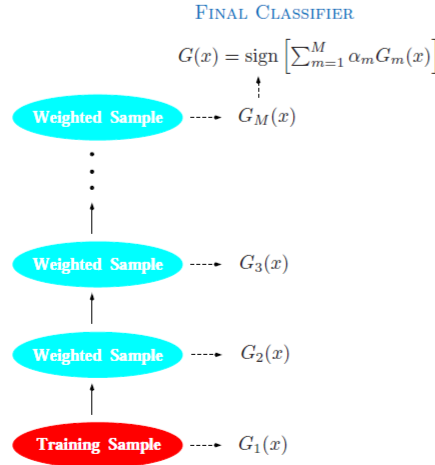 FINAL CLASSIFIER
G(x) = sign [∑_{m=1}^{M} α_m G_m(x)]
Weighted Sample G_M(x)
Weighted Sample G_3(x)
Weighted Sample G_2(x)
Training Sample G_1(x)